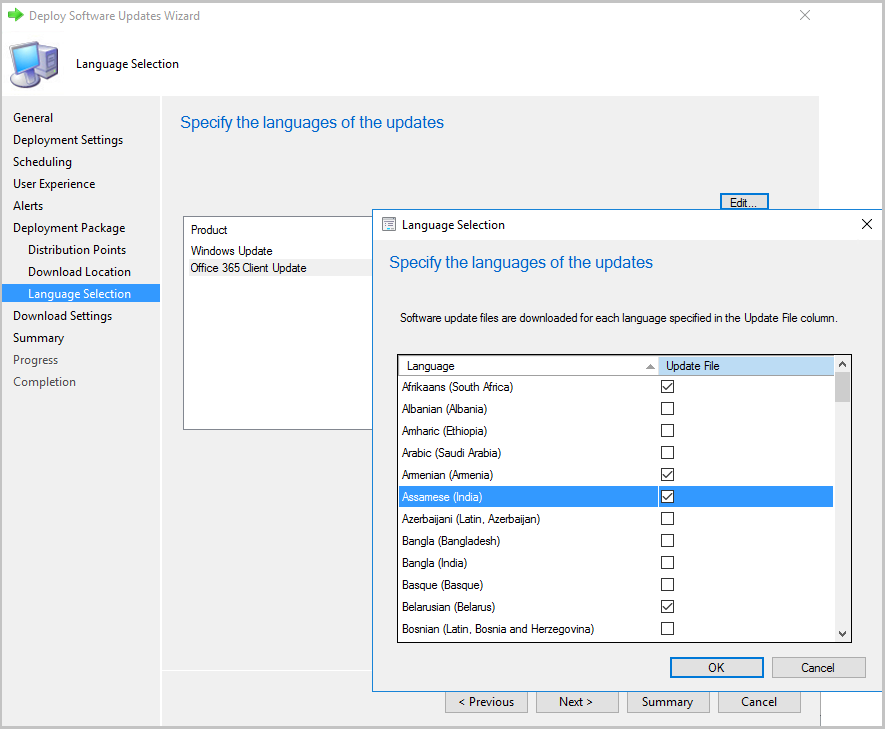 Deploy Software Updates Wizard
Language Selection
General
Deployment Settings
Scheduling
User Experience
Alerts
Deployment Package
Distribution Points
Download Location
Language Selection
Download Settings
Summary
Progress
Completion
Specify the languages of the updates
Edit...
Product
Windows Update
Office 365 Client Update
Language Selection
Specify the languages of the updates
Software update files are downloaded for each language specified in the Update File column.
Language Update File
Afrikaans (South Africa)
Albanian (Albania)
Amharic (Ethiopia)
Arabic (Saudi Arabia)
Armenian (Armenia)
Assamese (India)
Azerbaijani (Latin, Azerbaijan)
Bangla (Bangladesh)
Bangla (India)
Basque (Basque)
Belarusian (Belarus)
Bosnian (Latin, Bosnia and Herzegovina)
OK Cancel
< Previous Next > Summary Cancel